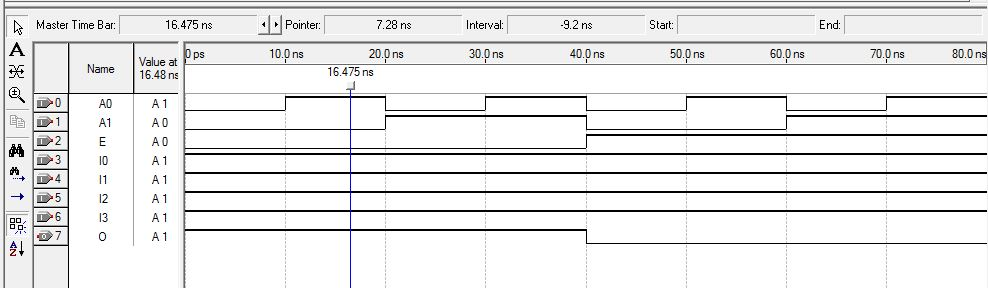 Master Time Bar: 16.475 ns Pointer: 7.28 ns Interval: -9.2 ns Start: End:
Name Value at 16.48 ns
0 ps 10.0 ns 20.0 ns 30.0 ns 40.0 ns 50.0 ns 60.0 ns 70.0 ns 80.0 ns
16.475 ns
0 A0 A 1
1 A1 A 0
2 E A 0
3 I0 A 1
4 I1 A 1
5 I2 A 1
6 I3 A 1
7 O A 1